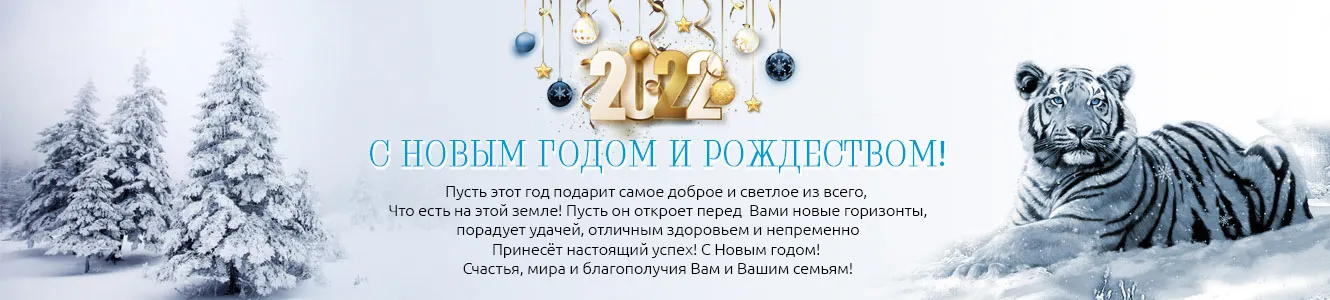 2022
С НОВЫМ ГОДОМ И РОЖДЕСТВОМ!
Пусть этот год подарит самое доброе и светлое из всего,
Что есть на этой земле! Пусть он откроет перед Вами новые горизонты,
порадует удачей, отличным здоровьем и непременно
Принесёт настоящий успех! С Новым годом!
Счастья, мира и благополучия Вам и Вашим семьям!